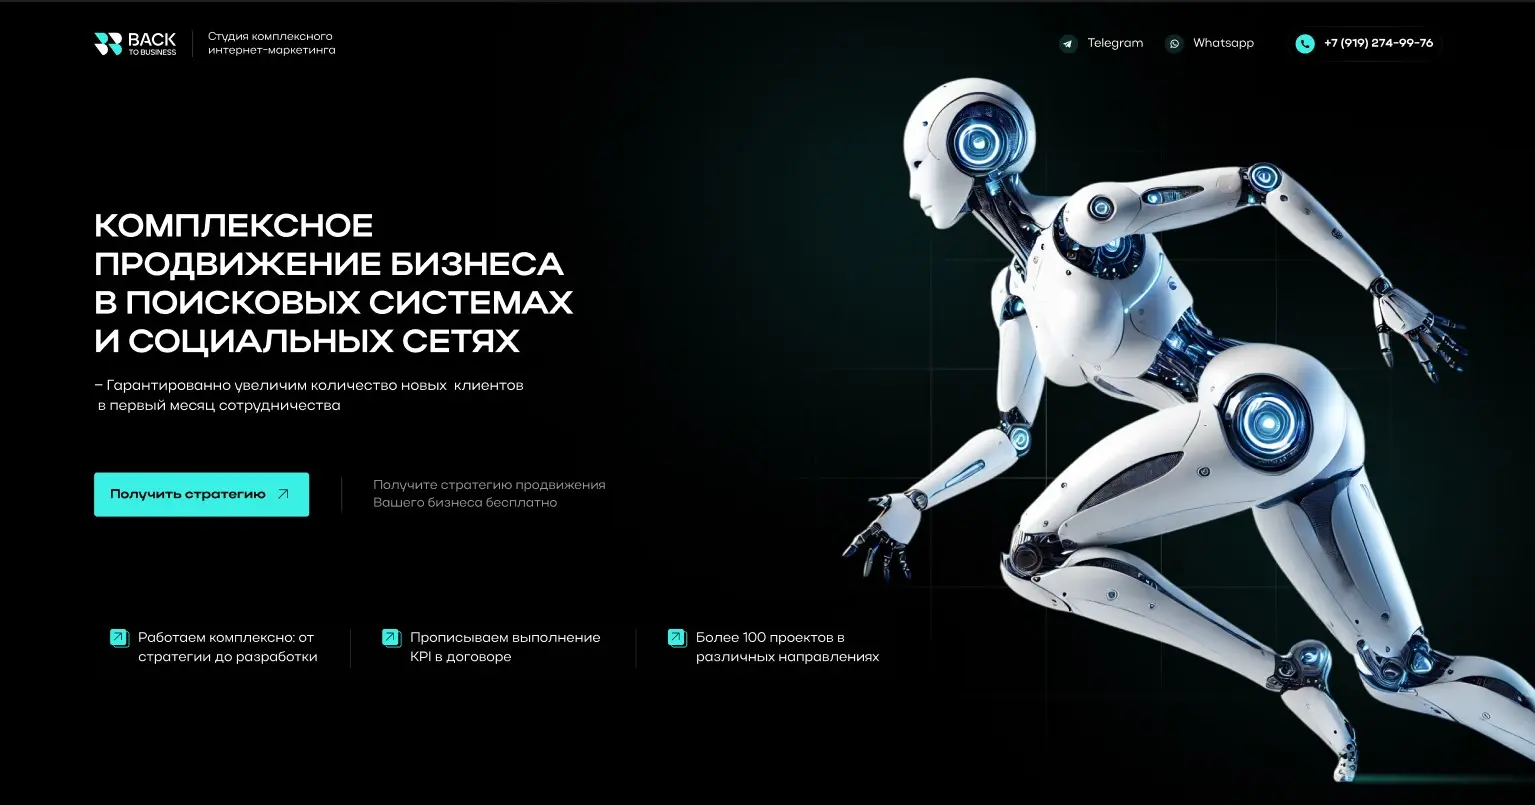 BACK
TO BUSINESS
Студия комплексного
интернет-маркетинга
Telegram
Whatsapp
+7 (919) 274-99-76
КОМПЛЕКСНОЕ
ПРОДВИЖЕНИЕ БИЗНЕСА
В ПОИСКОВЫХ СИСТЕМАХ
И СОЦИАЛЬНЫХ СЕТЯХ
– Гарантированно увеличим количество новых клиентов
в первый месяц сотрудничества
Получить стратегию
Получите стратегию продвижения
Вашего бизнеса бесплатно
Работаем комплексно: от
стратегии до разработки
Прописываем выполнение
KPI в договоре
Более 100 проектов в
различных направлениях